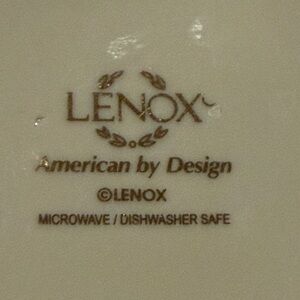 LENOX
American by Design
©LENOX
MICROWAVE / DISHWASHER SAFE